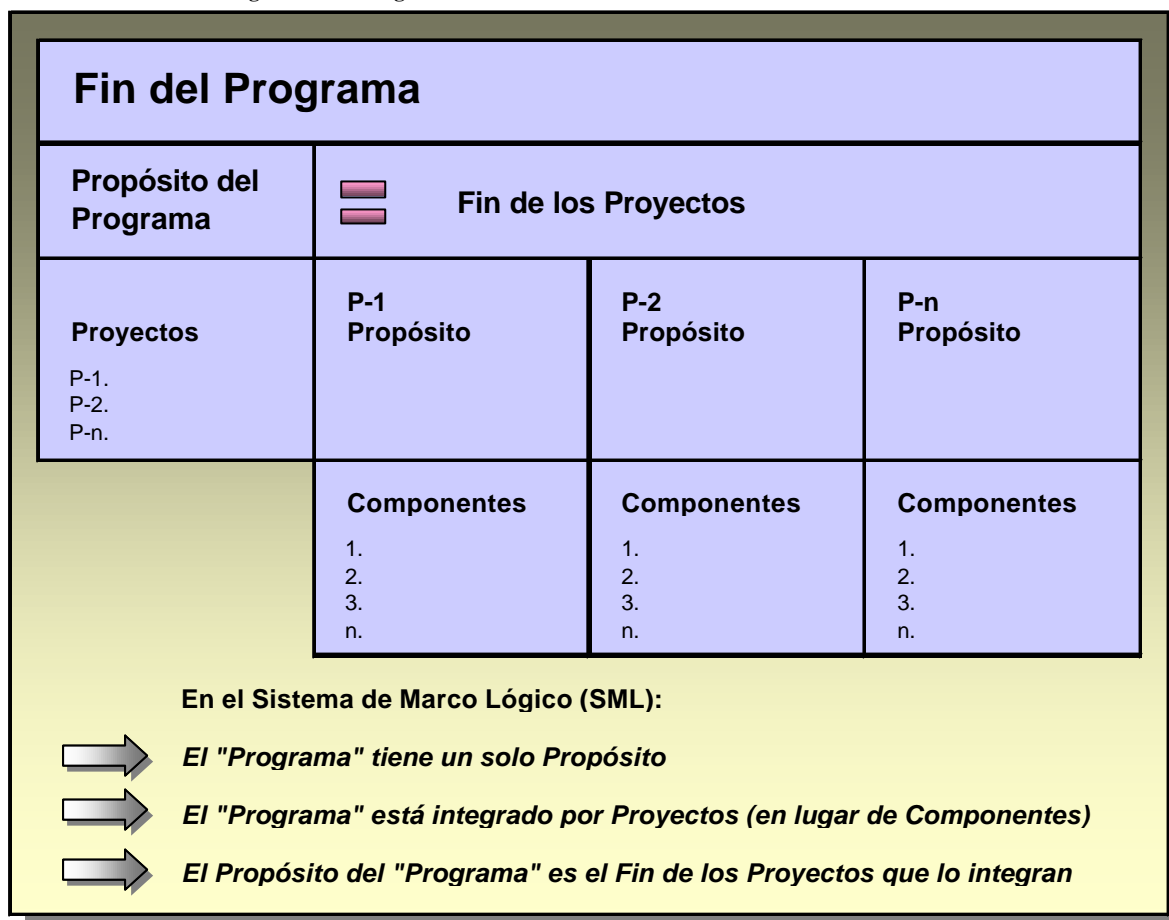 Fin del Programa
Propósito del
Programa
Fin de los Proyectos
Proyectos
P-1.
P-2.
P-n.
P-1
Propósito
P-2
Propósito
P-n
Propósito
Componentes
1.
2.
3.
n.
Componentes
1.
2.
3.
n.
Componentes
1.
2.
3.
n.
En el Sistema de Marco Lógico (SML):
El "Programa" tiene un solo Propósito
El "Programa" está integrado por Proyectos (en lugar de Componentes)
El Propósito del "Programa" es el Fin de los Proyectos que lo integran